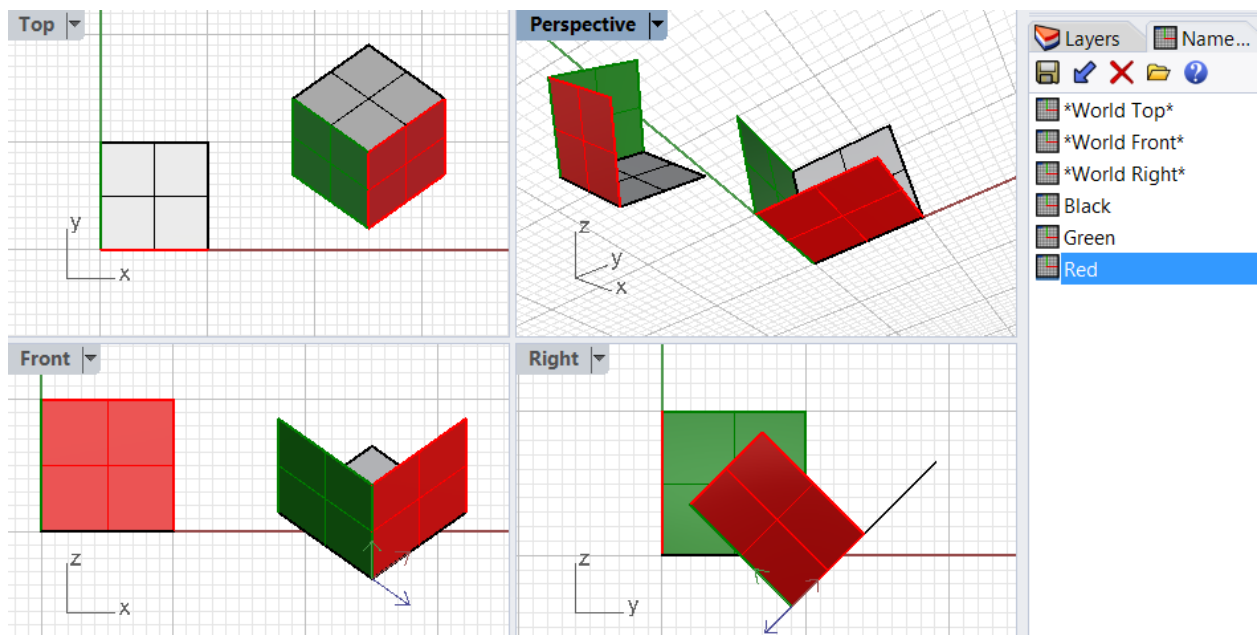 Top
Perspective
Layers
Name...
*World Top*
*World Front*
*World Right*
Black
Green
Red
y
x
z
y
x
Front
Right
z
x
z
y